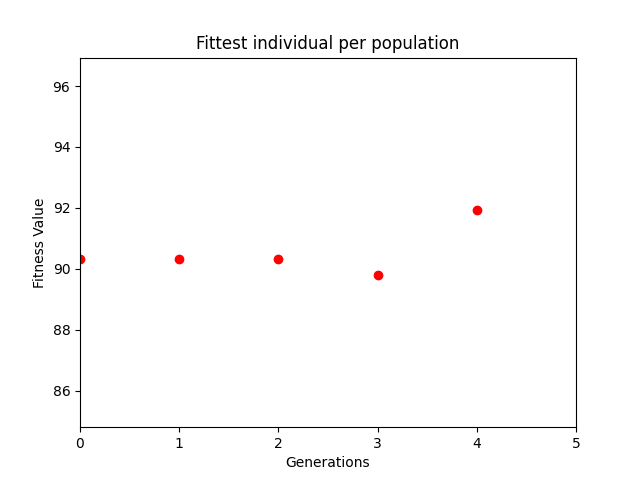 Fittest individual per population
96
94
92
90
88
86
Fitness Value
0 1 2 3 4 5
Generations